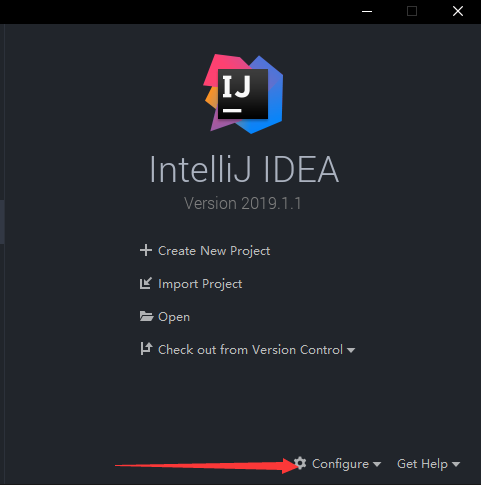 IJ
IntelliJ IDEA
Version 2019.1.1
Create New Project
Import Project
Open
Check out from Version Control
Configure Get Help